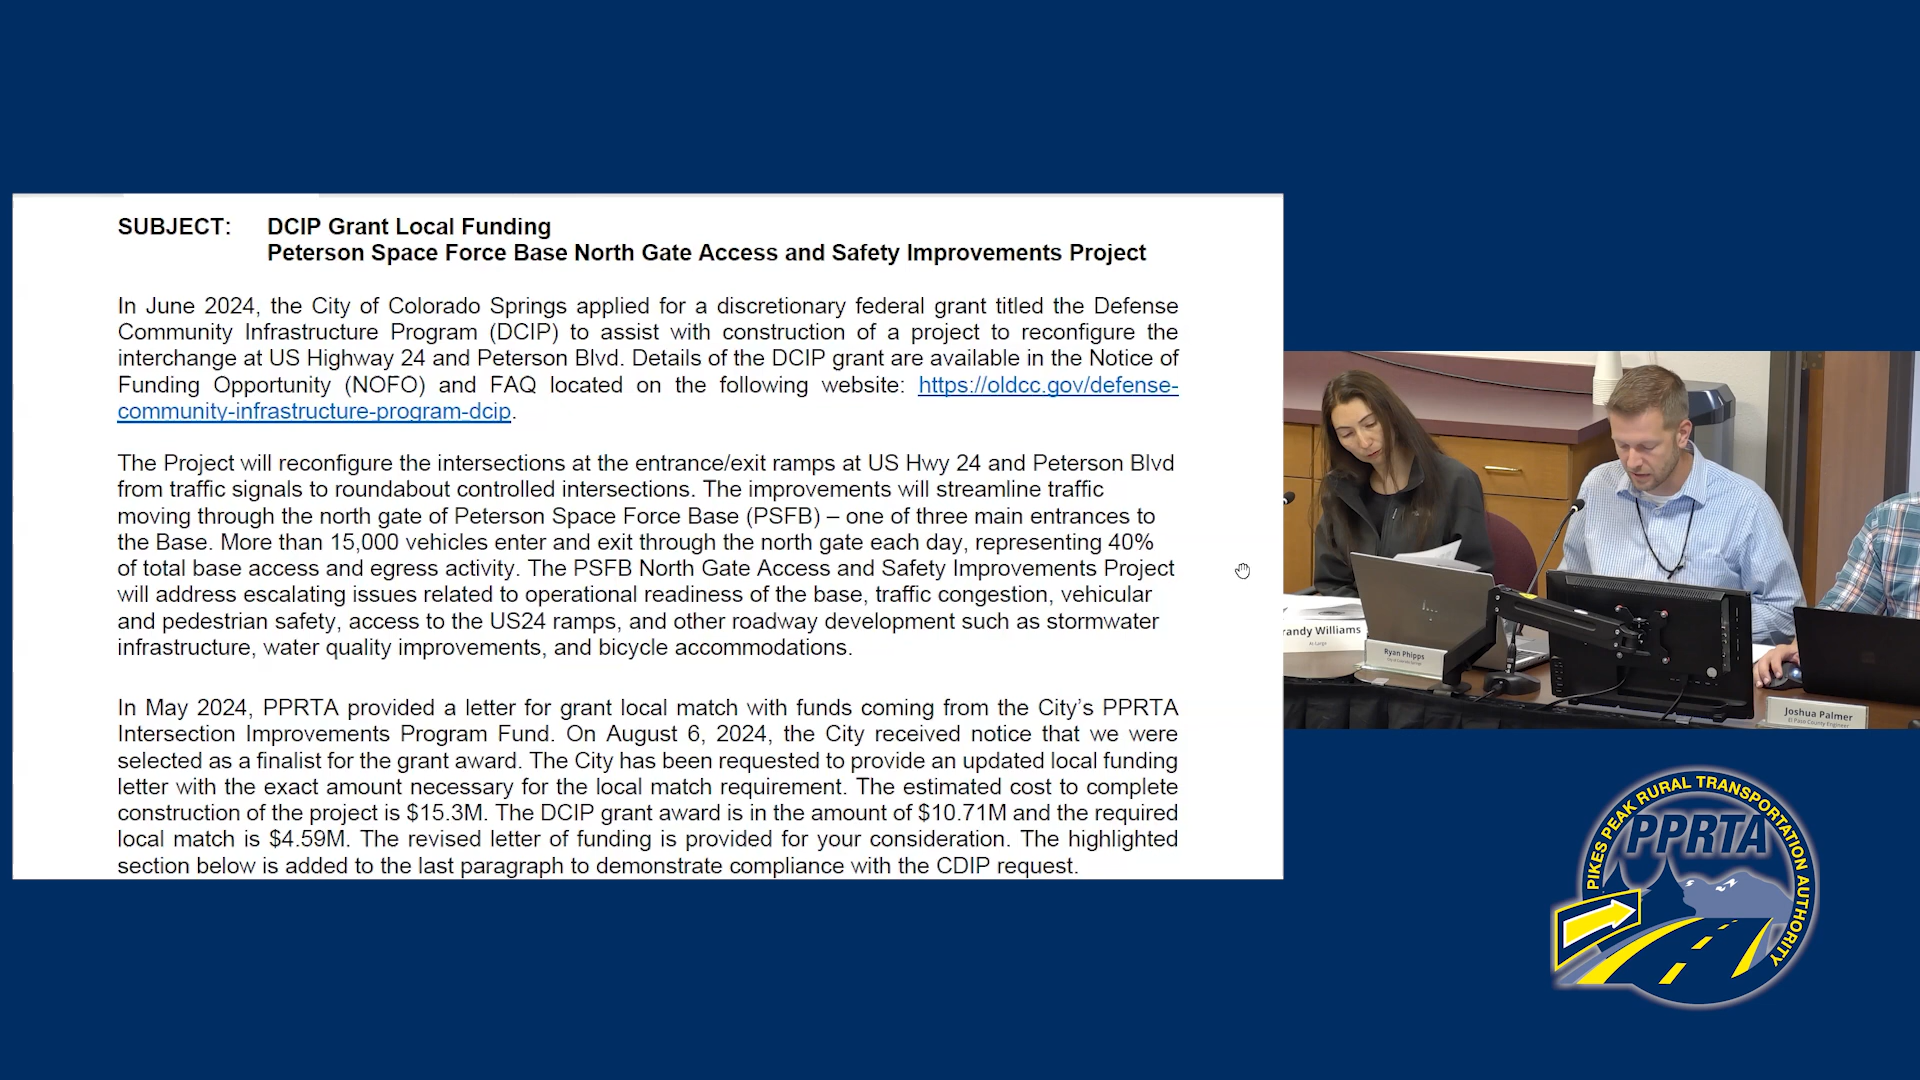 SUBJECT: DCIP Grant Local Funding
Peterson Space Force Base North Gate Access and Safety Improvements Project
In June 2024, the City of Colorado Springs applied for a discretionary federal grant titled the Defense
Community Infrastructure Program (DCIP) to assist with construction of a project to reconfigure the
interchange at US Highway 24 and Peterson Blvd. Details of the DCIP grant are available in the Notice of
Funding Opportunity (NOFO) and FAQ located on the following website: https://oldcc.gov/defense-
community-infrastructure-program-dcip.
The Project will reconfigure the intersections at the entrance/exit ramps at US Hwy 24 and Peterson Blvd
from traffic signals to roundabout controlled intersections. The improvements will streamline traffic
moving through the north gate of Peterson Space Force Base (PSFB) – one of three main entrances to
the Base. More than 15,000 vehicles enter and exit through the north gate each day, representing 40%
of total base access and egress activity. The PSFB North Gate Access and Safety Improvements Project
will address escalating issues related to operational readiness of the base, traffic congestion, vehicular
and pedestrian safety, access to the US24 ramps, and other roadway development such as stormwater
infrastructure, water quality improvements, and bicycle accommodations.
In May 2024, PPRTA provided a letter for grant local match with funds coming from the City's PPRTA
Intersection Improvements Program Fund. On August 6, 2024, the City received notice that we were
selected as a finalist for the grant award. The City has been requested to provide an updated local funding
letter with the exact amount necessary for the local match requirement. The estimated cost to complete
construction of the project is $15.3M. The DCIP grant award is in the amount of $10.71M and the required
local match is $4.59M. The revised letter of funding is provided for your consideration. The highlighted
section below is added to the last paragraph to demonstrate compliance with the CDIP request.
randy Williams
At Large
Ryan Phipps
Joshua Palmer
El Paso County Engineer
PIKES PEAK RURAL TRANSPORTATION AUTHORITY
PPRTA